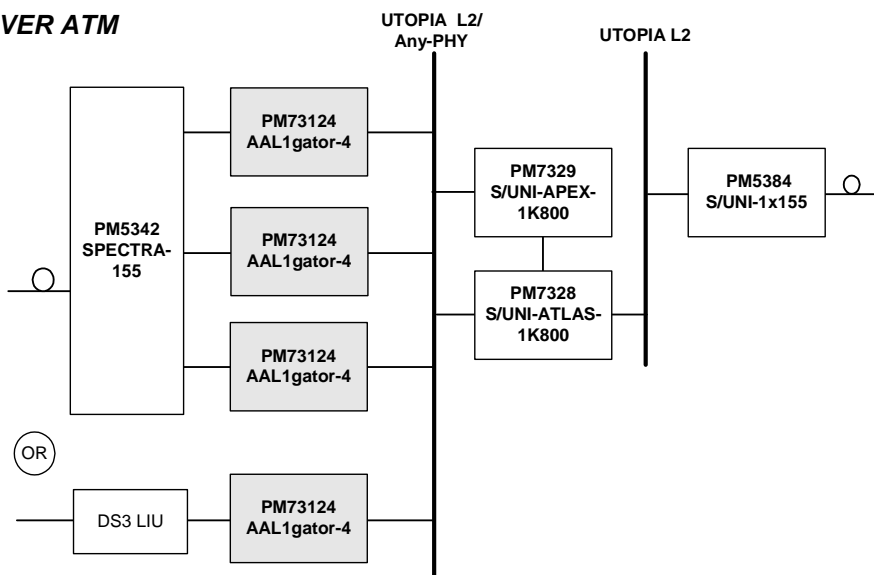 VER ATM
UTOPIA L2/
Any-PHY
UTOPIA L2
PM73124
AAL1gator-4
PM7329
S/UNI-APEX-
1K800
PM5384
S/UNI-1x155
PM5342
SPECTRA-
155
PM73124
AAL1gator-4
PM7328
S/UNI-ATLAS-
1K800
PM73124
AAL1gator-4
OR
DS3 LIU
PM73124
AAL1gator-4